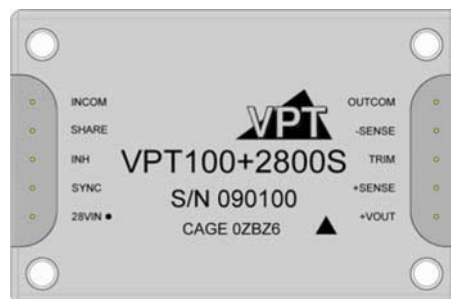 INCOM
SHARE
INH
SYNC
28VIN ●
VPT
VPT100+2800S
S/N 090100
CAGE 0ZBZ6
OUTCOM
-SENSE
TRIM
+SENSE
+VOUT